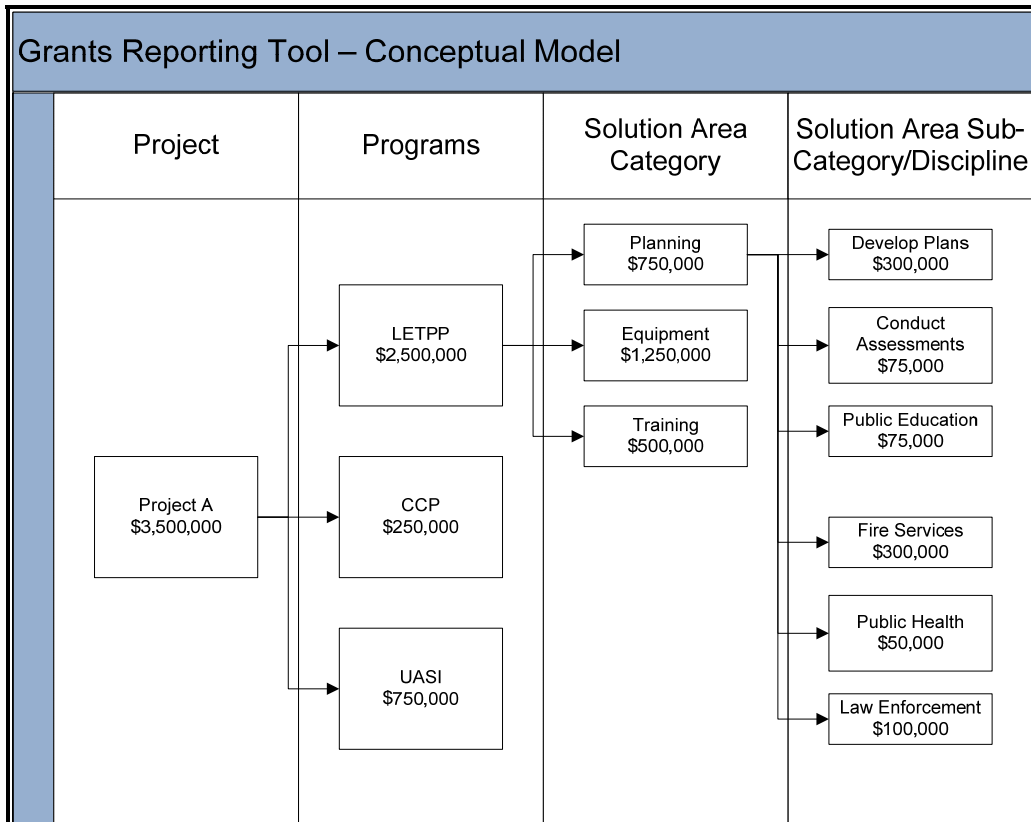 Grants Reporting Tool – Conceptual Model
Project
Programs
Solution Area
Category
Solution Area Sub-
Category/Discipline
Project A
$3,500,000
LETPP
$2,500,000
CCP
$250,000
UASI
$750,000
Planning
$750,000
Equipment
$1,250,000
Training
$500,000
Develop Plans
$300,000
Conduct
Assessments
$75,000
Public Education
$75,000
Fire Services
$300,000
Public Health
$50,000
Law Enforcement
$100,000